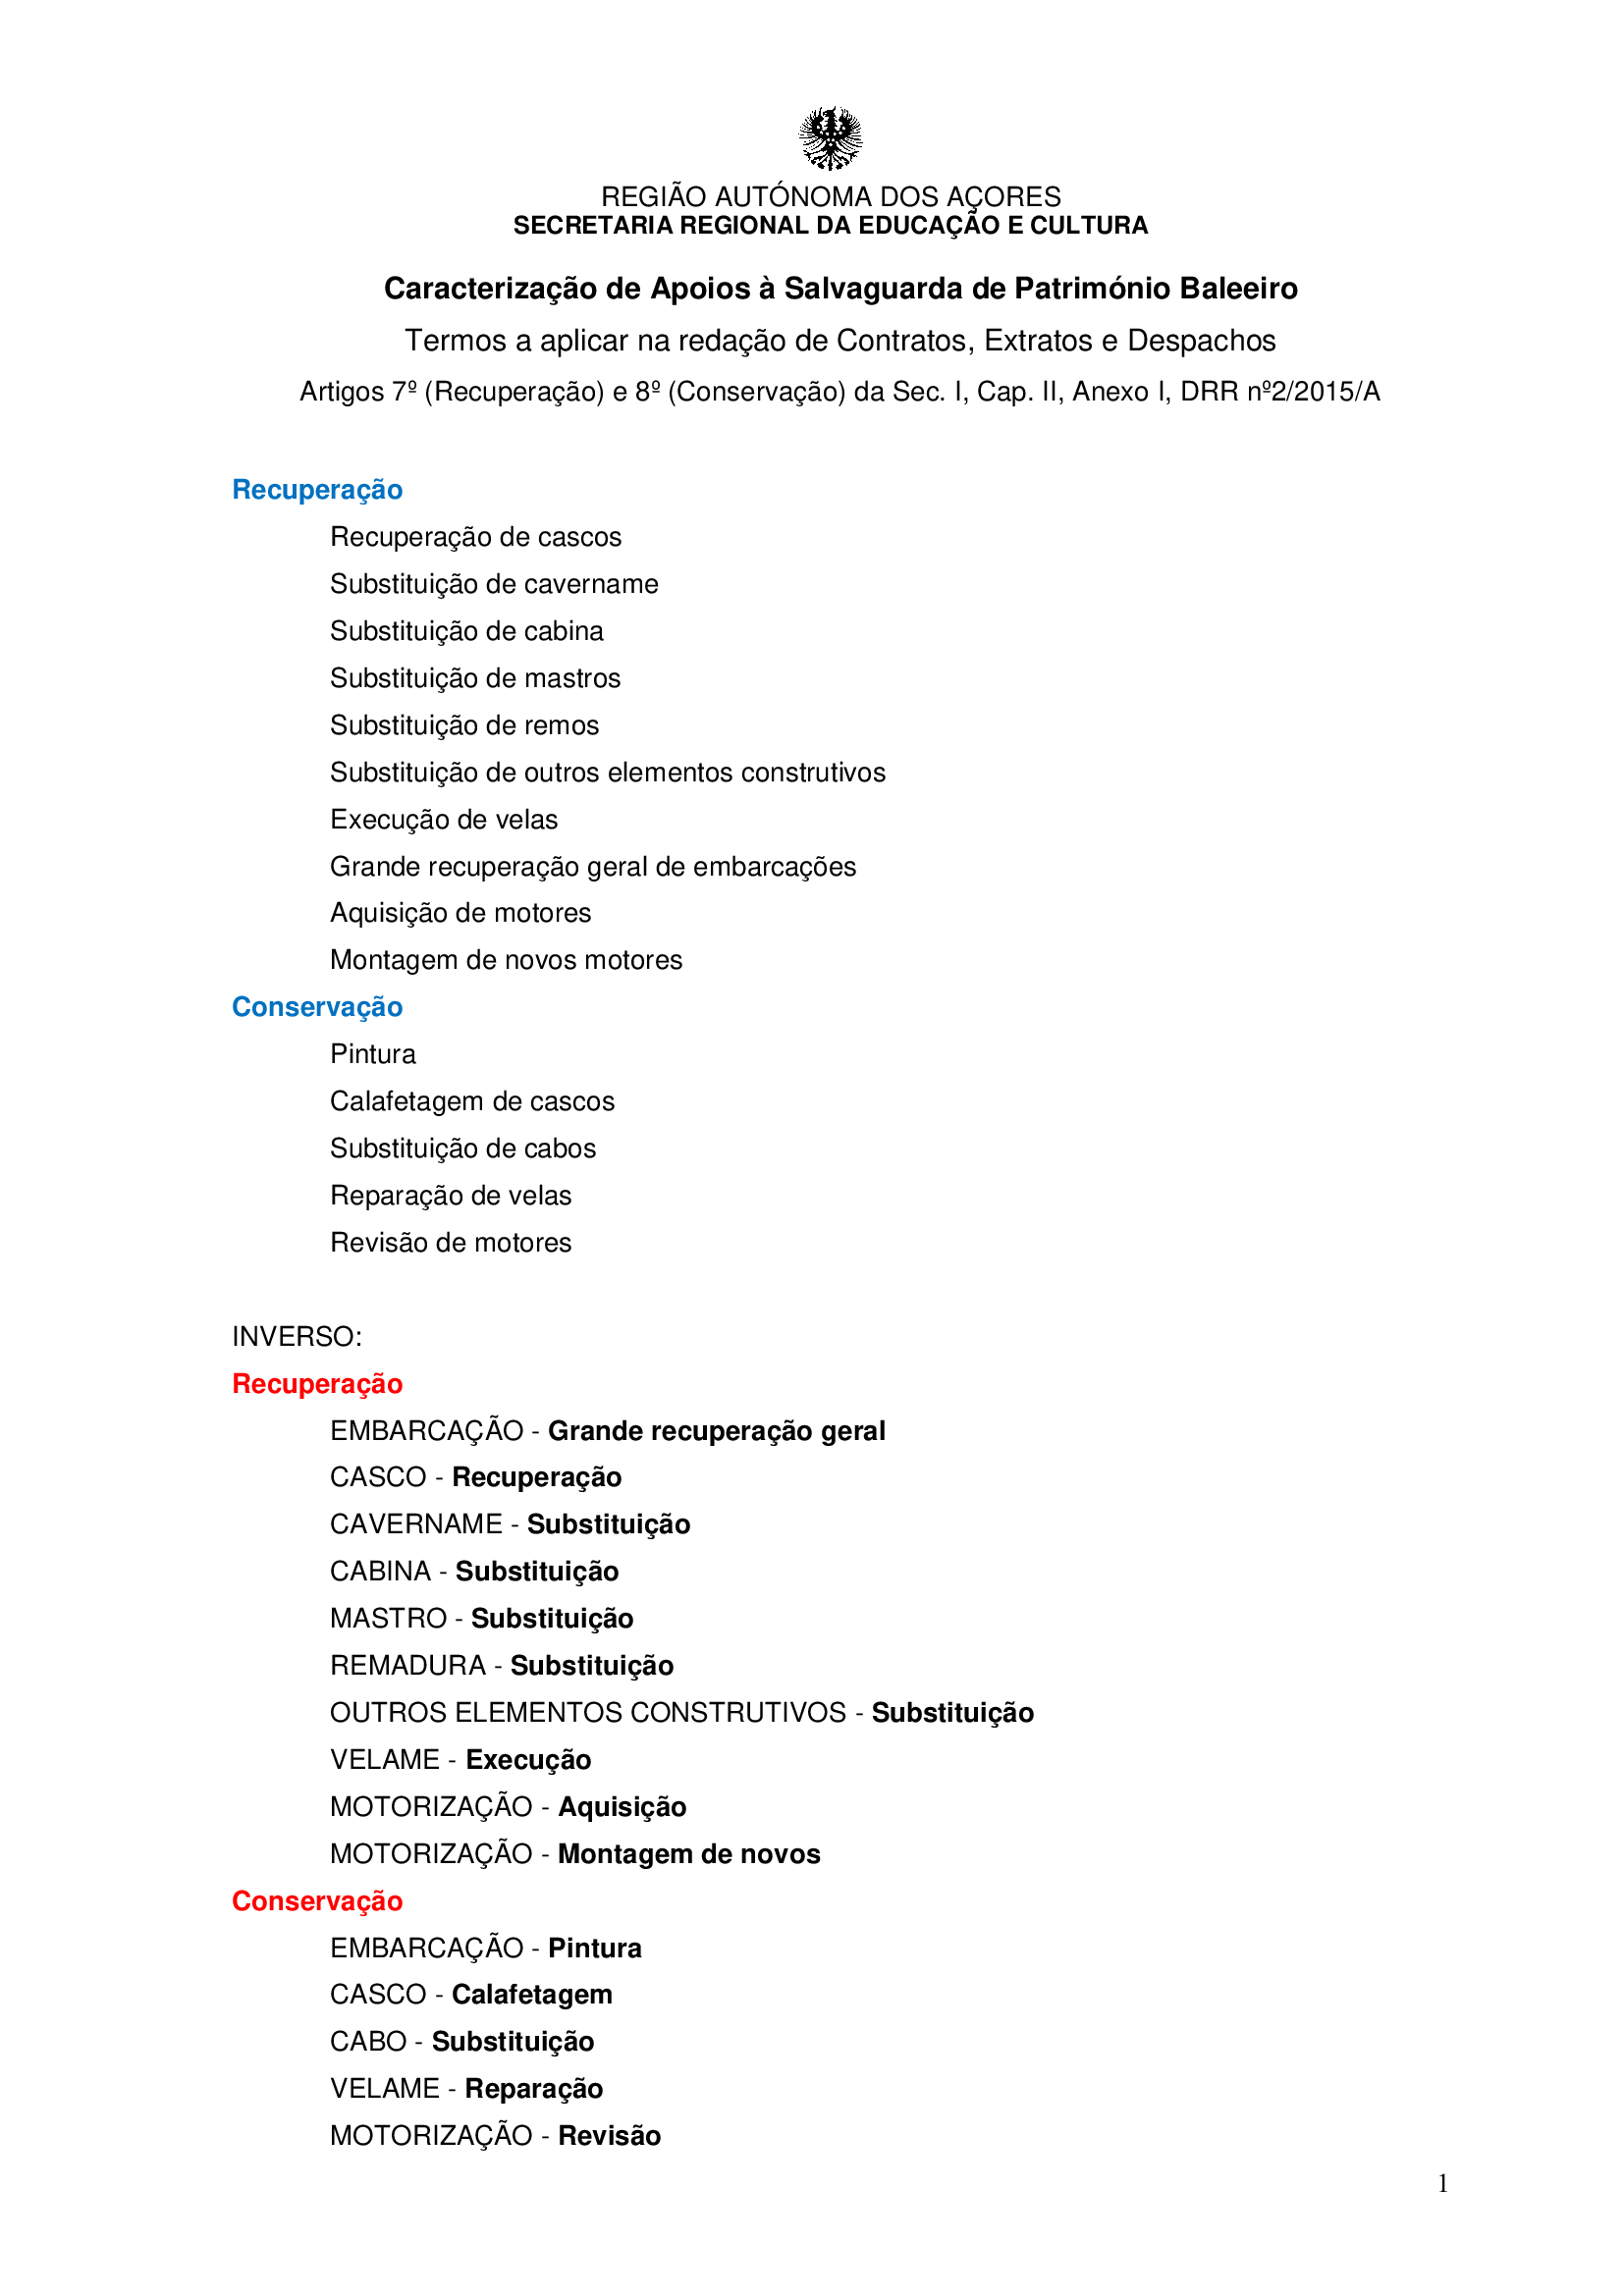 REGIÃO AUTÓNOMA DOS AÇORES
SECRETARIA REGIONAL DA EDUCAÇÃO E CULTURA
Caracterização de Apoios à Salvaguarda de Património Baleeiro
Termos a aplicar na redação de Contratos, Extratos e Despachos
Artigos 7º (Recuperação) e 8º (Conservação) da Sec. I, Cap. II, Anexo I, DRR nº2/2015/A
Recuperação
Recuperação de cascos
Substituição de cavername
Substituição de cabina
Substituição de mastros
Substituição de remos
Substituição de outros elementos construtivos
Execução de velas
Grande recuperação geral de embarcações
Aquisição de motores
Montagem de novos motores
Conservação
Pintura
Calafetagem de cascos
Substituição de cabos
Reparação de velas
Revisão de motores
INVERSO:
Recuperação
EMBARCAÇÃO - Grande recuperação geral
CASCO - Recuperação
CAVERNAME - Substituição
CABINA - Substituição
MASTRO - Substituição
REMADURA - Substituição
OUTROS ELEMENTOS CONSTRUTIVOS - Substituição
VELAME - Execução
MOTORIZAÇÃO - Aquisição
MOTORIZAÇÃO - Montagem de novos
Conservação
EMBARCAÇÃO - Pintura
CASCO - Calafetagem
CABO - Substituição
VELAME - Reparação
MOTORIZAÇÃO - Revisão
1